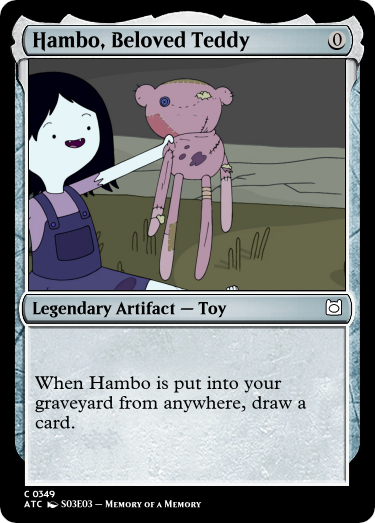 Hambo, Beloved Teddy 0
Legendary Artifact — Toy
When Hambo is put into your
graveyard from anywhere, draw a
card.
C 0349
ATC S03E03 – Memory of a Memory